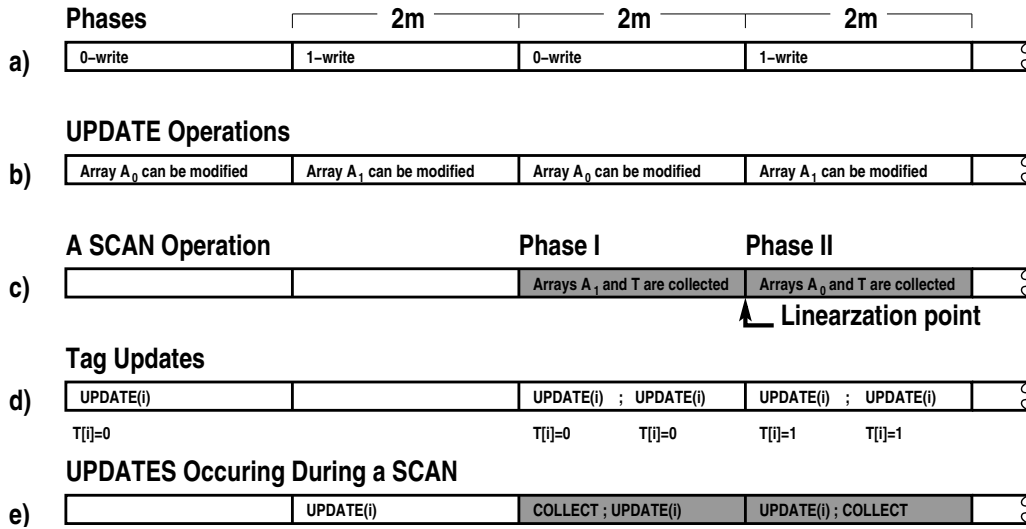 Phases 2m 2m 2m
a) 0–write 1–write 0–write 1–write
UPDATE Operations
b) Array A0 can be modified Array A1 can be modified Array A0 can be modified Array A1 can be modified
A SCAN Operation Phase I Phase II
c) Arrays A1 and T are collected Arrays A0 and T are collected
Linearzation point
Tag Updates
d) UPDATE(i) UPDATE(i) ; UPDATE(i) UPDATE(i) ; UPDATE(i)
T[i]=0 T[i]=0 T[i]=0 T[i]=1 T[i]=1
UPDATES Occuring During a SCAN
e) UPDATE(i) COLLECT ; UPDATE(i) UPDATE(i) ; COLLECT